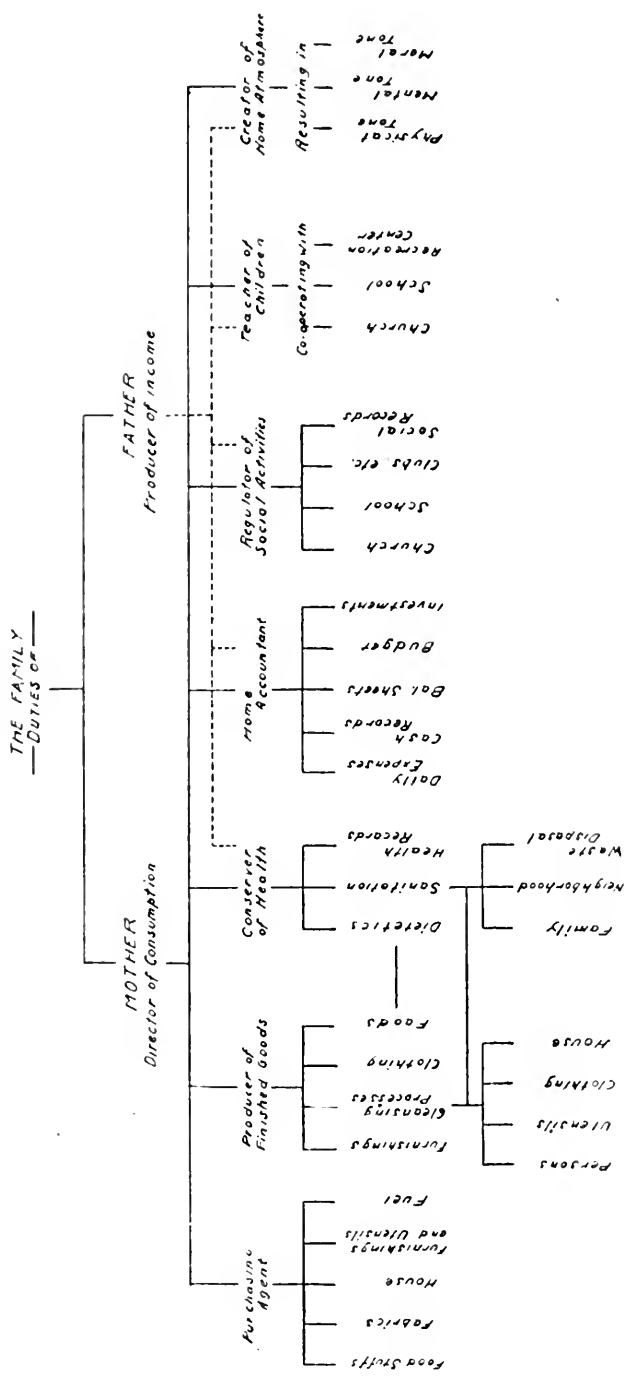 THE FAMILY
DUTIES OF
MOTHER
Director of Consumption
FATHER
Producer of income
Purchasing
Agent
Producer of
Finished Goods
Conserver
of Health
Home
Accountant
Regulator of
Social Activities
Teacher of
Children
Creator of
Home Atmosphere
Co-operating with
Resulting in
Food Stuffs
Fabrics
House
Furnishings
and Utensils
Fuel
Furnishings
Cleansing
Processes
Clothing
Foods
Dietetics
Sanitation
Health
Records
Daily
Expenses
Cash
Records
Bal. Sheets
Budget
Investments
Church
School
Clubs. etc.
Social
Records
Church
School
Recreation
Center
Physical
Tone
Mental
Tone
Moral
Tone
Persons
Utensils
Clothing
House
Family
Neighborhood
Waste
Disposal